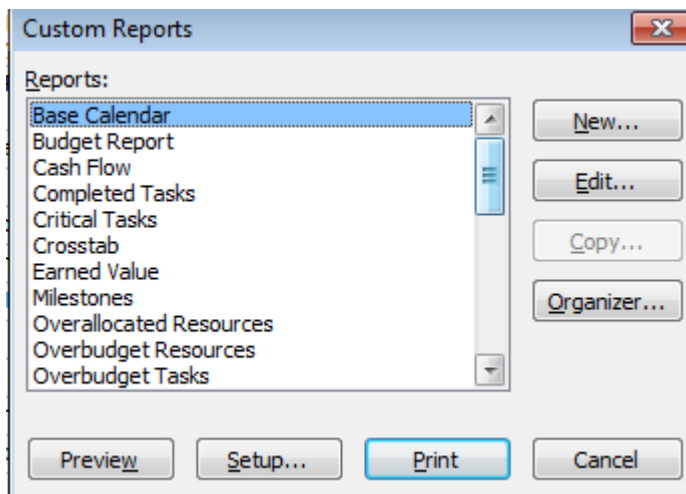 Custom Reports
Reports:
Base Calendar
Budget Report
Cash Flow
Completed Tasks
Critical Tasks
Crosstab
Earned Value
Milestones
Overallocated Resources
Overbudget Resources
Overbudget Tasks
New...
Edit...
Copy...
Organizer...
Preview
Setup...
Print
Cancel